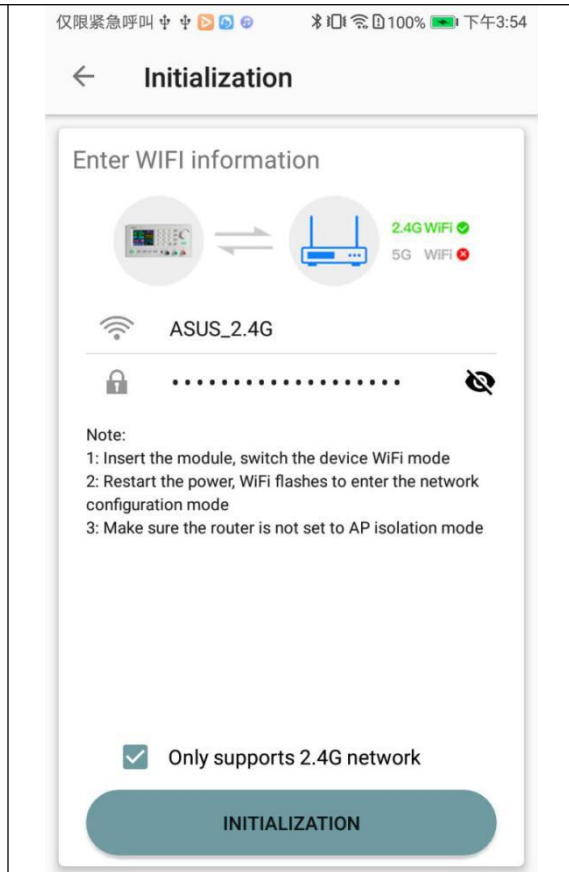 仅限紧急呼叫 100% 下午3:54
Initialization
Enter WIFI information
2.4G WiFi
5G WiFi
ASUS_2.4G
Note:
1: Insert the module, switch the device WiFi mode
2: Restart the power, WiFi flashes to enter the network
configuration mode
3: Make sure the router is not set to AP isolation mode
Only supports 2.4G network
INITIALIZATION